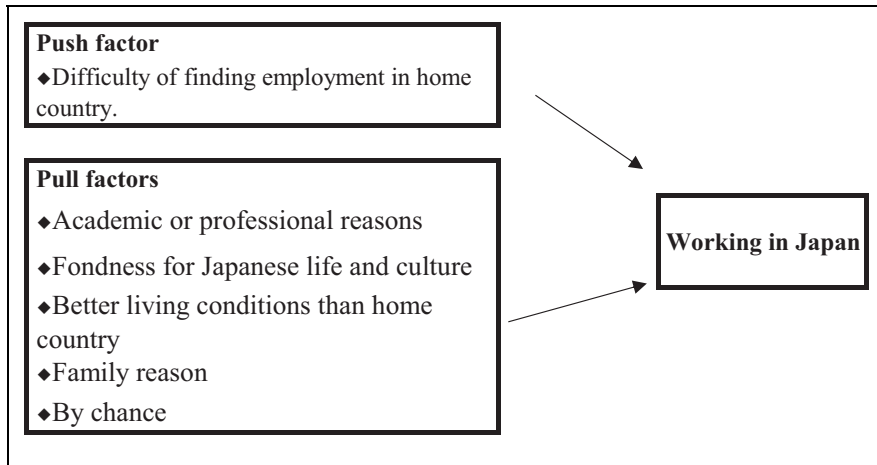 Push factor
◆Difficulty of finding employment in home
country.
Pull factors
◆Academic or professional reasons
◆Fondness for Japanese life and culture
◆Better living conditions than home
country
◆Family reason
◆By chance
Working in Japan